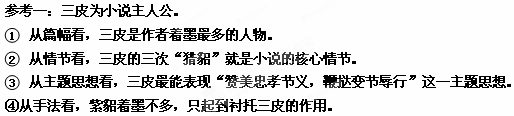 参考一：三皮为小说主人公。
① 从篇幅看，三皮是作者着墨最多的人物。
② 从情节看，三皮的三次“猎貂”就是小说的核心情节。
③ 从主题思想看，三皮最能表现“赞美忠孝节义，鞭挞变节辱行”这一主题思想。
④从手法看，紫貂着墨不多，只起到衬托三皮的作用。